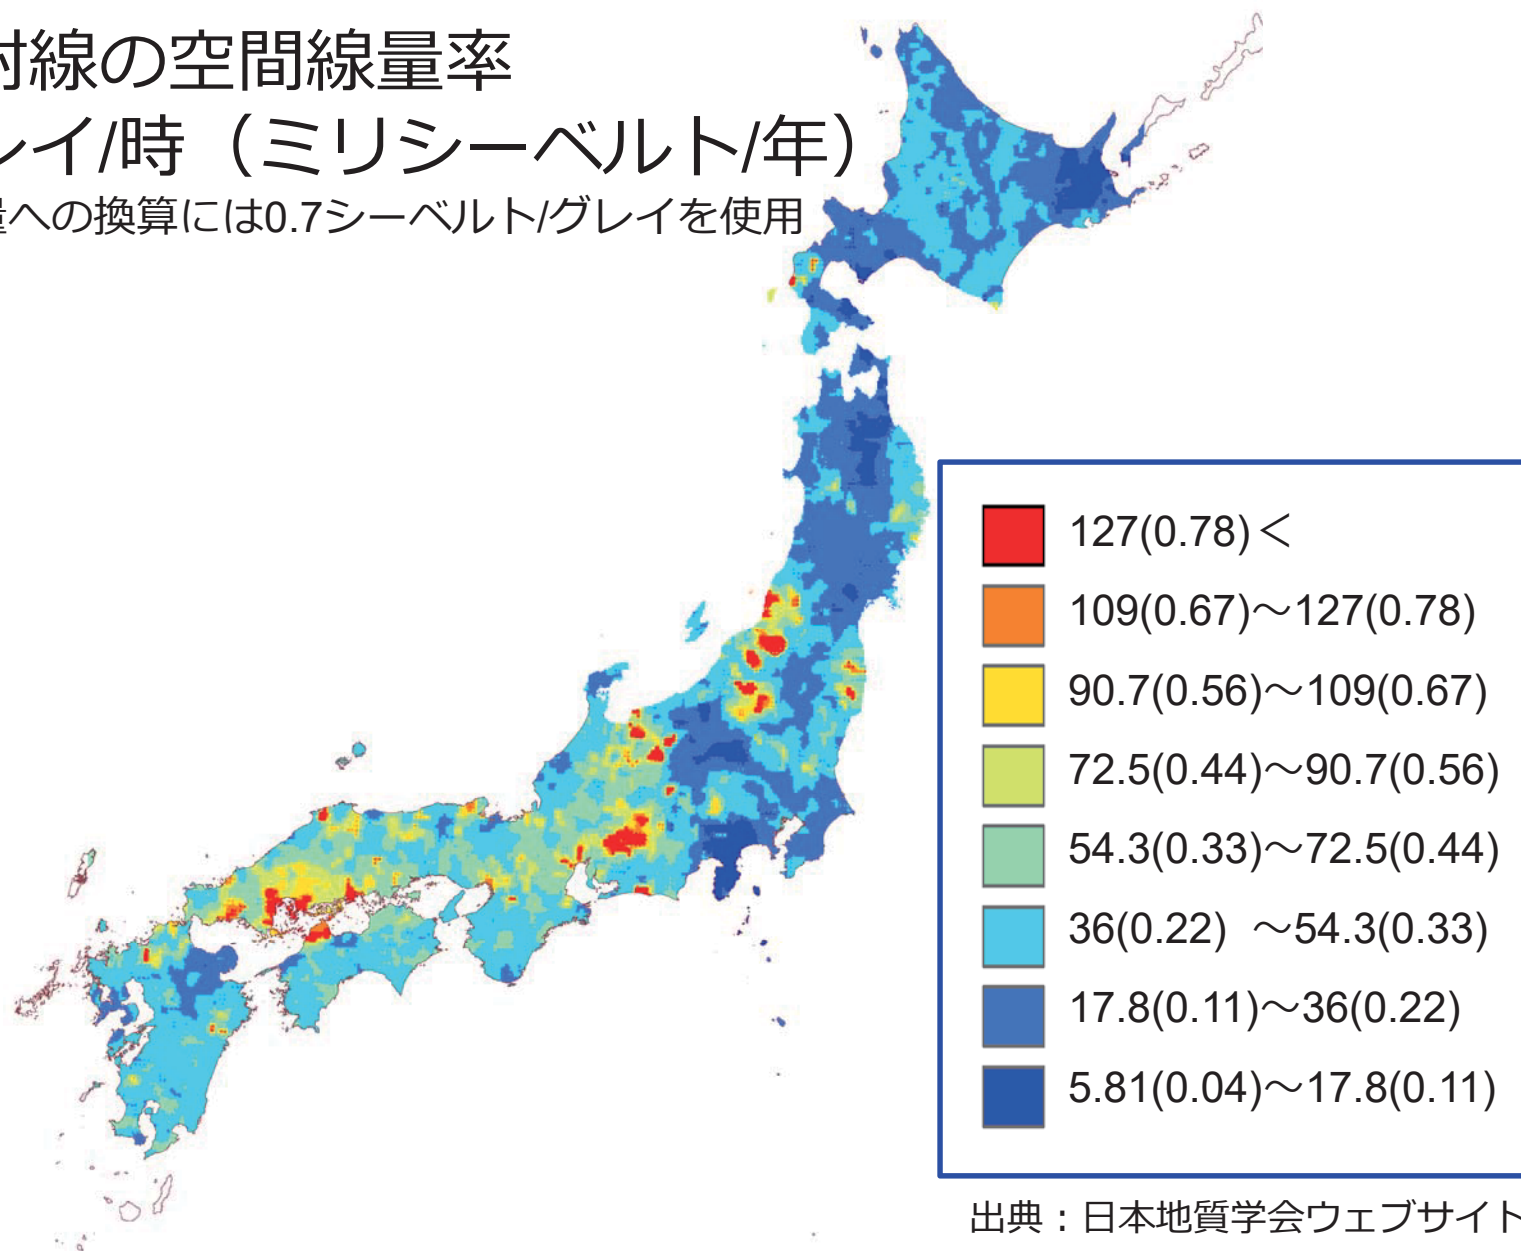 射線の空間線量率
レイ/時（ミリシーベルト/年）
量への換算には0.7シーベルト/グレイを使用
127(0.78)＜
109(0.67)～127(0.78)
90.7(0.56)～109(0.67)
72.5(0.44)～90.7(0.56)
54.3(0.33)～72.5(0.44)
36(0.22) ～54.3(0.33)
17.8(0.11)～36(0.22)
5.81(0.04)～17.8(0.11)
出典：日本地質学会ウェブサイト